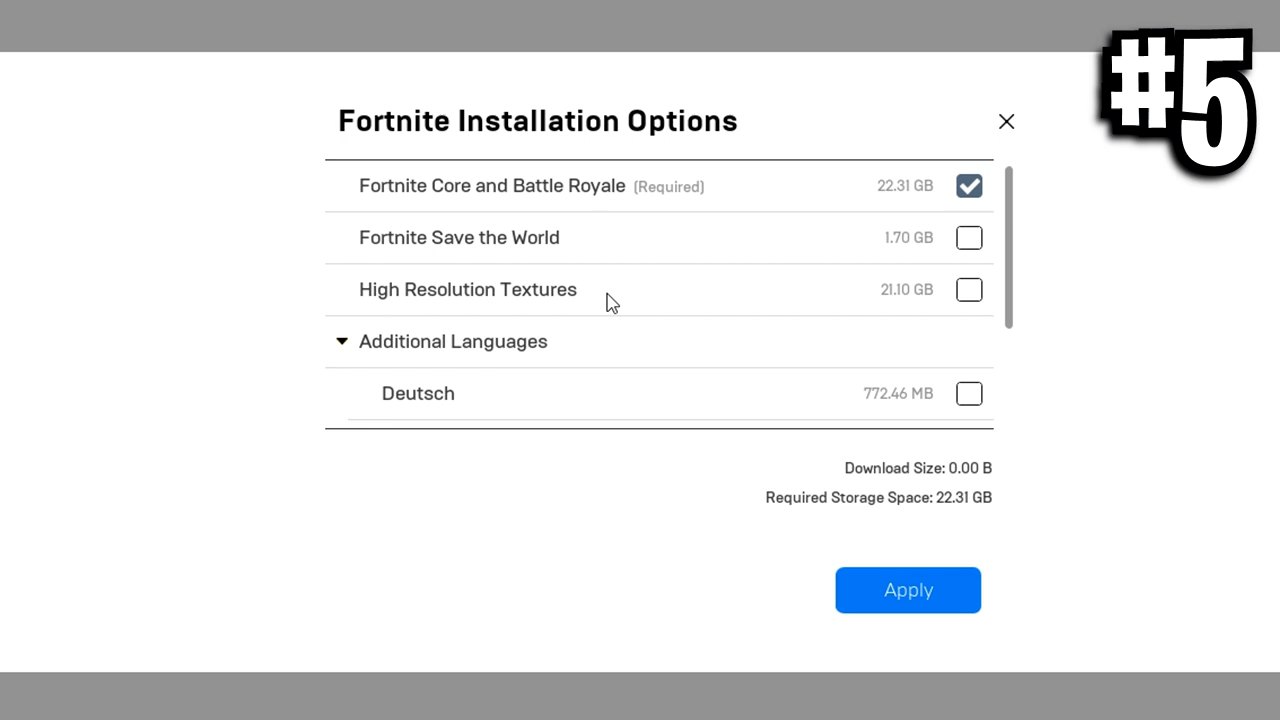 #5
Fortnite Installation Options
Fortnite Core and Battle Royale (Required) 22.31 GB
Fortnite Save the World 1.70 GB
High Resolution Textures 21.10 GB
Additional Languages
Deutsch 772.46 MB
Download Size: 0.00 B
Required Storage Space: 22.31 GB
Apply